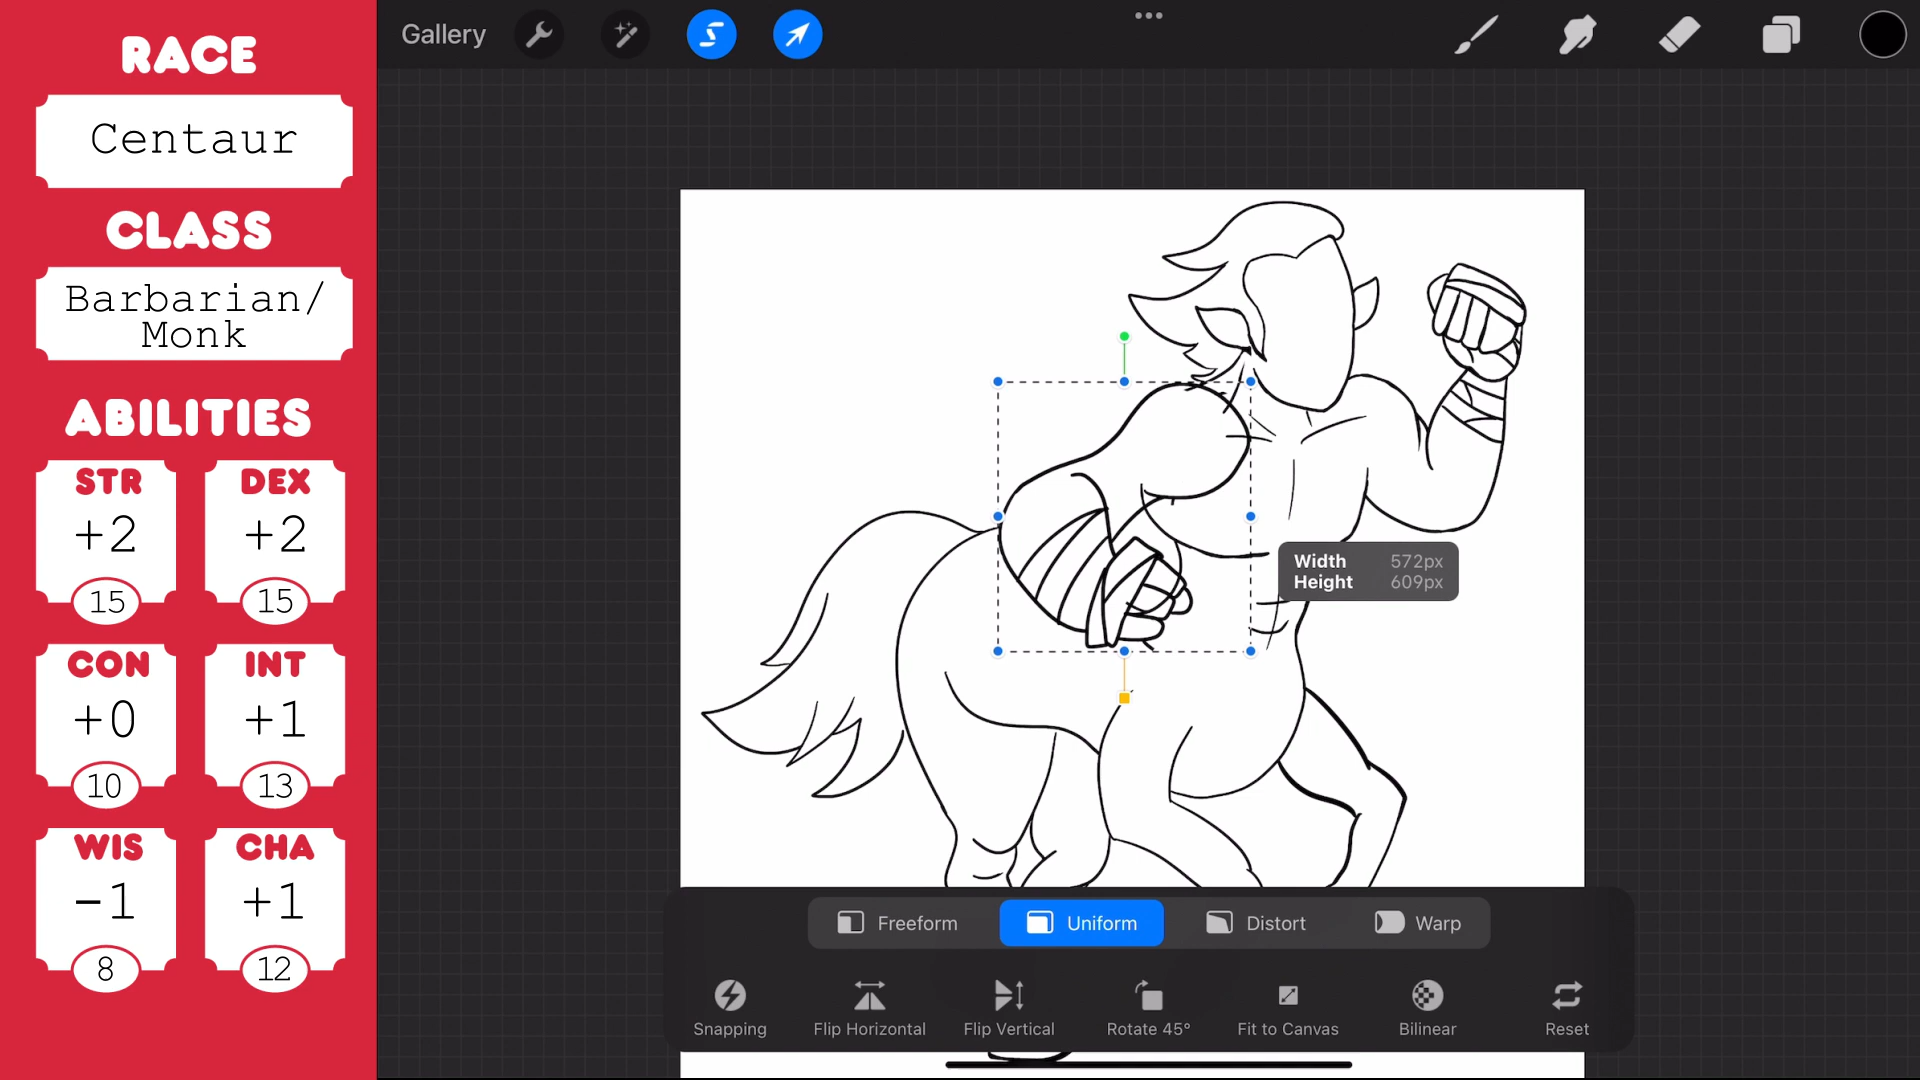 RACE
Centaur
CLASS
Barbarian/
Monk
ABILITIES
STR
+2
15
DEX
+2
15
CON
+0
10
INT
+1
13
WIS
-1
8
CHA
+1
12
Gallery
Width 572px
Height 609px
Freeform Uniform Distort Warp
Snapping Flip Horizontal Flip Vertical Rotate 45° Fit to Canvas Bilinear Reset